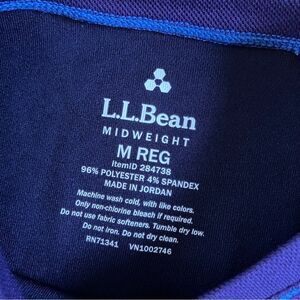 L.L.Bean
MIDWEIGHT
M REG
ItemID 284738
96% POLYESTER 4% SPANDEX
MADE IN JORDAN
Machine wash cold, with like colors.
Only non-chlorine bleach if required.
Do not use fabric softeners. Tumble dry low.
Do not iron. Do not dry clean.
RN71341 VN1002746